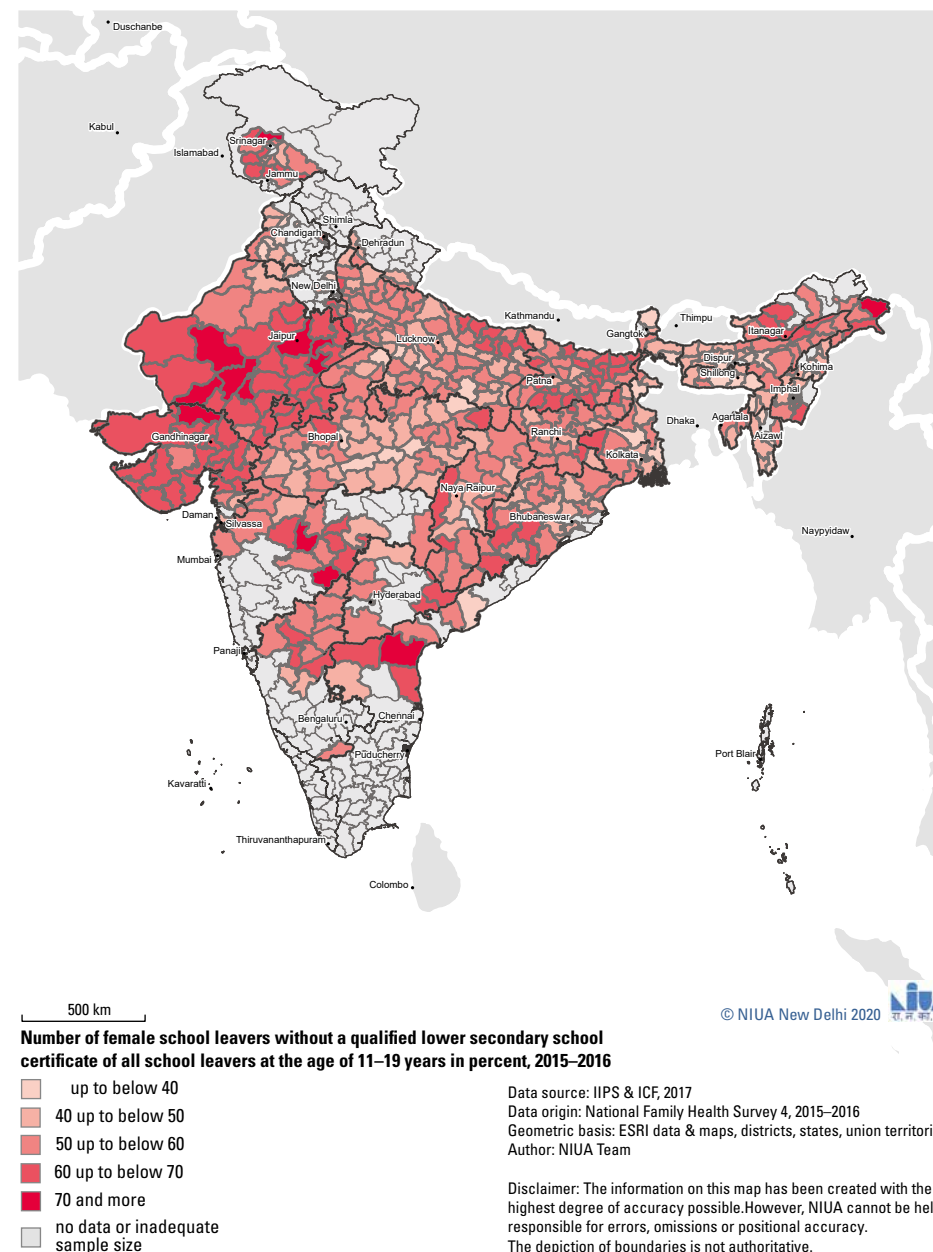 Duschanbe
Kabul
Islamabad
Srinagar
Jammu
Shimla
Chandigarh
Dehradun
New Delhi
Jaipur
Lucknow
Kathmandu
Thimpu
Gangtok
Itanagar
Dispur
Shillong
Kohima
Imphal
Patna
Dhaka
Agartala
Aizawl
Gandhinagar
Bhopal
Ranchi
Kolkata
Naya Raipur
Daman
Silvassa
Bhubaneswar
Naypyidaw
Mumbai
Hyderabad
Panaji
Bengaluru
Chennai
Puducherry
Port Blair
Kavaratti
Thiruvananthapuram
Colombo
500 km
© NIUA New Delhi 2020
Number of female school leavers without a qualified lower secondary school
certificate of all school leavers at the age of 11–19 years in percent, 2015–2016
up to below 40
40 up to below 50
50 up to below 60
60 up to below 70
70 and more
no data or inadequate
sample size
Data source: IIPS & ICF, 2017
Data origin: National Family Health Survey 4, 2015–2016
Geometric basis: ESRI data & maps, districts, states, union territori
Author: NIUA Team
Disclaimer: The information on this map has been created with the
highest degree of accuracy possible.However, NIUA cannot be hel
responsible for errors, omissions or positional accuracy.
The depiction of boundaries is not authoritative.